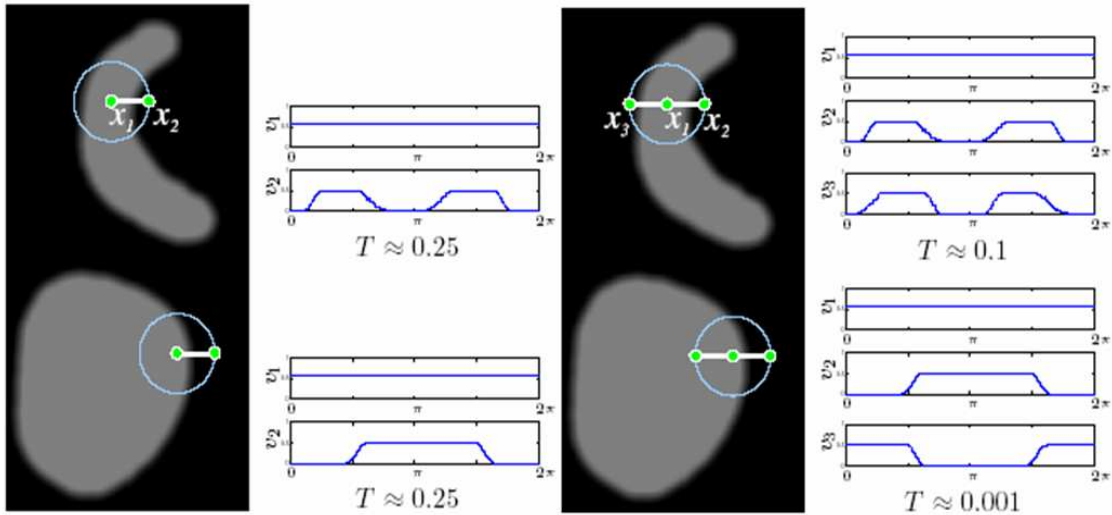 x₁ x₂
v₁
0 π 2π
v₂
0 π 2π
T ≈ 0.25
v₁
0 π 2π
v₂
0 π 2π
T ≈ 0.25
x₃ x₁ x₂
v₁
0 π 2π
v₂
0 π 2π
v₃
0 π 2π
T ≈ 0.1
v₁
0 π 2π
v₂
0 π 2π
v₃
0 π 2π
T ≈ 0.001